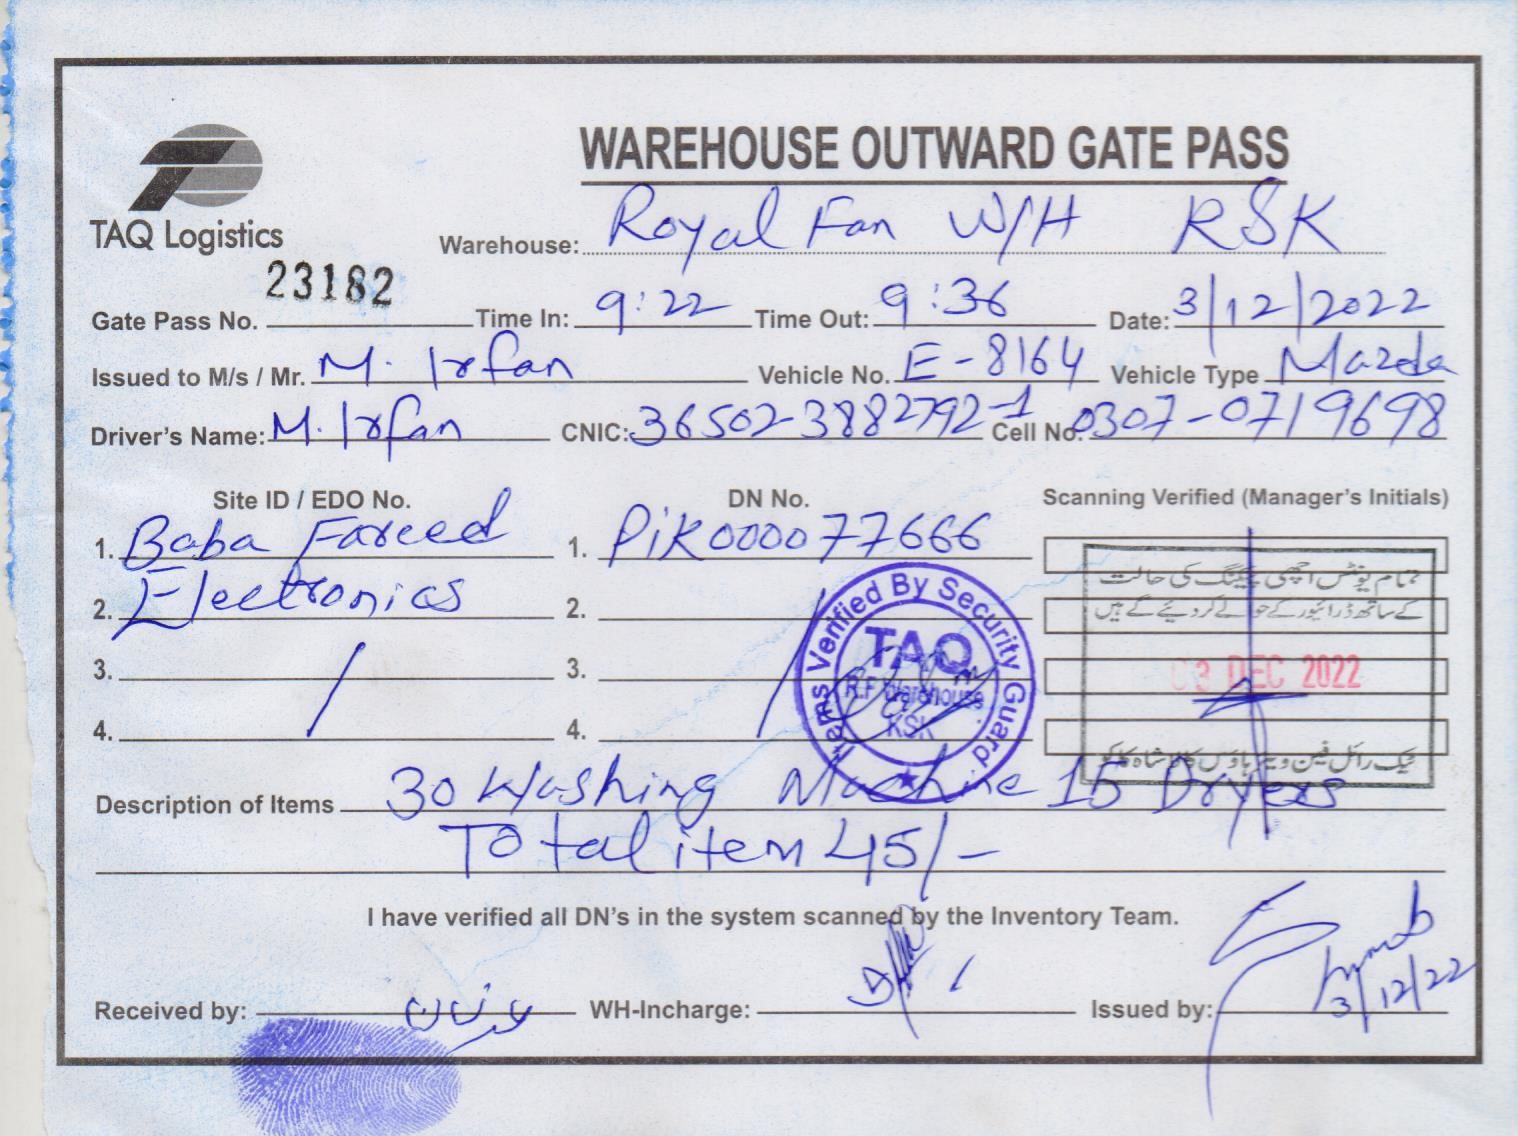 WAREHOUSE OUTWARD GATE PASS
TAQ Logistics
Warehouse: Royal Fan W/H RSK
Gate Pass No. 23182 Time In: 9:22 Time Out: 9:36 Date: 3/12/2022
Issued to M/s / Mr. M. Irfan Vehicle No. E-8164 Vehicle Type Mazda
Driver's Name: M. Irfan CNIC: 36502-3882792-1 Cell No. 0307-0719698
Site ID / EDO No. DN No. Scanning Verified (Manager's Initials)
1. Baba Fareed 1. PiK000077666
2. Electronics 2.
3. 3.
4. 4.
Items Verified By Security Guard
TAQ
R.F Warehouse
KSK
تمام یونٹس اچھی پیکنگ کی حالت
کے ساتھ ڈرائیور کے حوالے کر دیئے گئے ہیں
03 DEC 2022
ٹیک رائل فین ویئر ہاؤس کالا شاہ کاکو
Description of Items 30 Washing Machine 15 Dryers
Total item 45/-
I have verified all DN's in the system scanned by the Inventory Team.
Received by: WH-Incharge: Issued by:
3/12/22